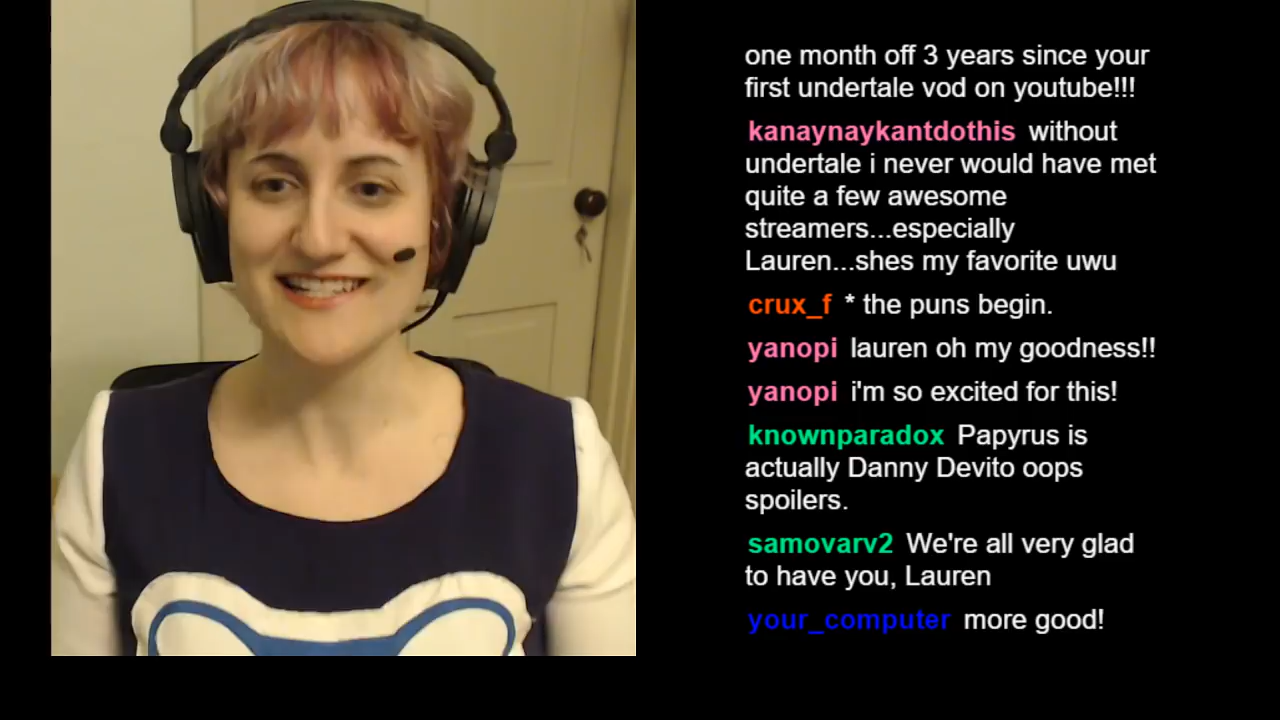 one month off 3 years since your
first undertale vod on youtube!!!
kanaynaykantdothis without
undertale i never would have met
quite a few awesome
streamers...especially
Lauren...shes my favorite uwu
crux_f * the puns begin.
yanopi lauren oh my goodness!!
yanopi i'm so excited for this!
knownparadox Papyrus is
actually Danny Devito oops
spoilers.
samovarv2 We're all very glad
to have you, Lauren
your_computer more good!